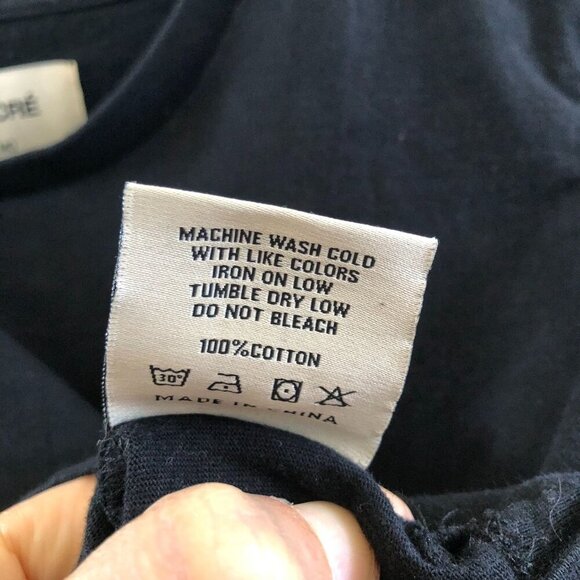 MACHINE WASH COLD
WITH LIKE COLORS
IRON ON LOW
TUMBLE DRY LOW
DO NOT BLEACH
100%COTTON
30°
MADE IN CHINA